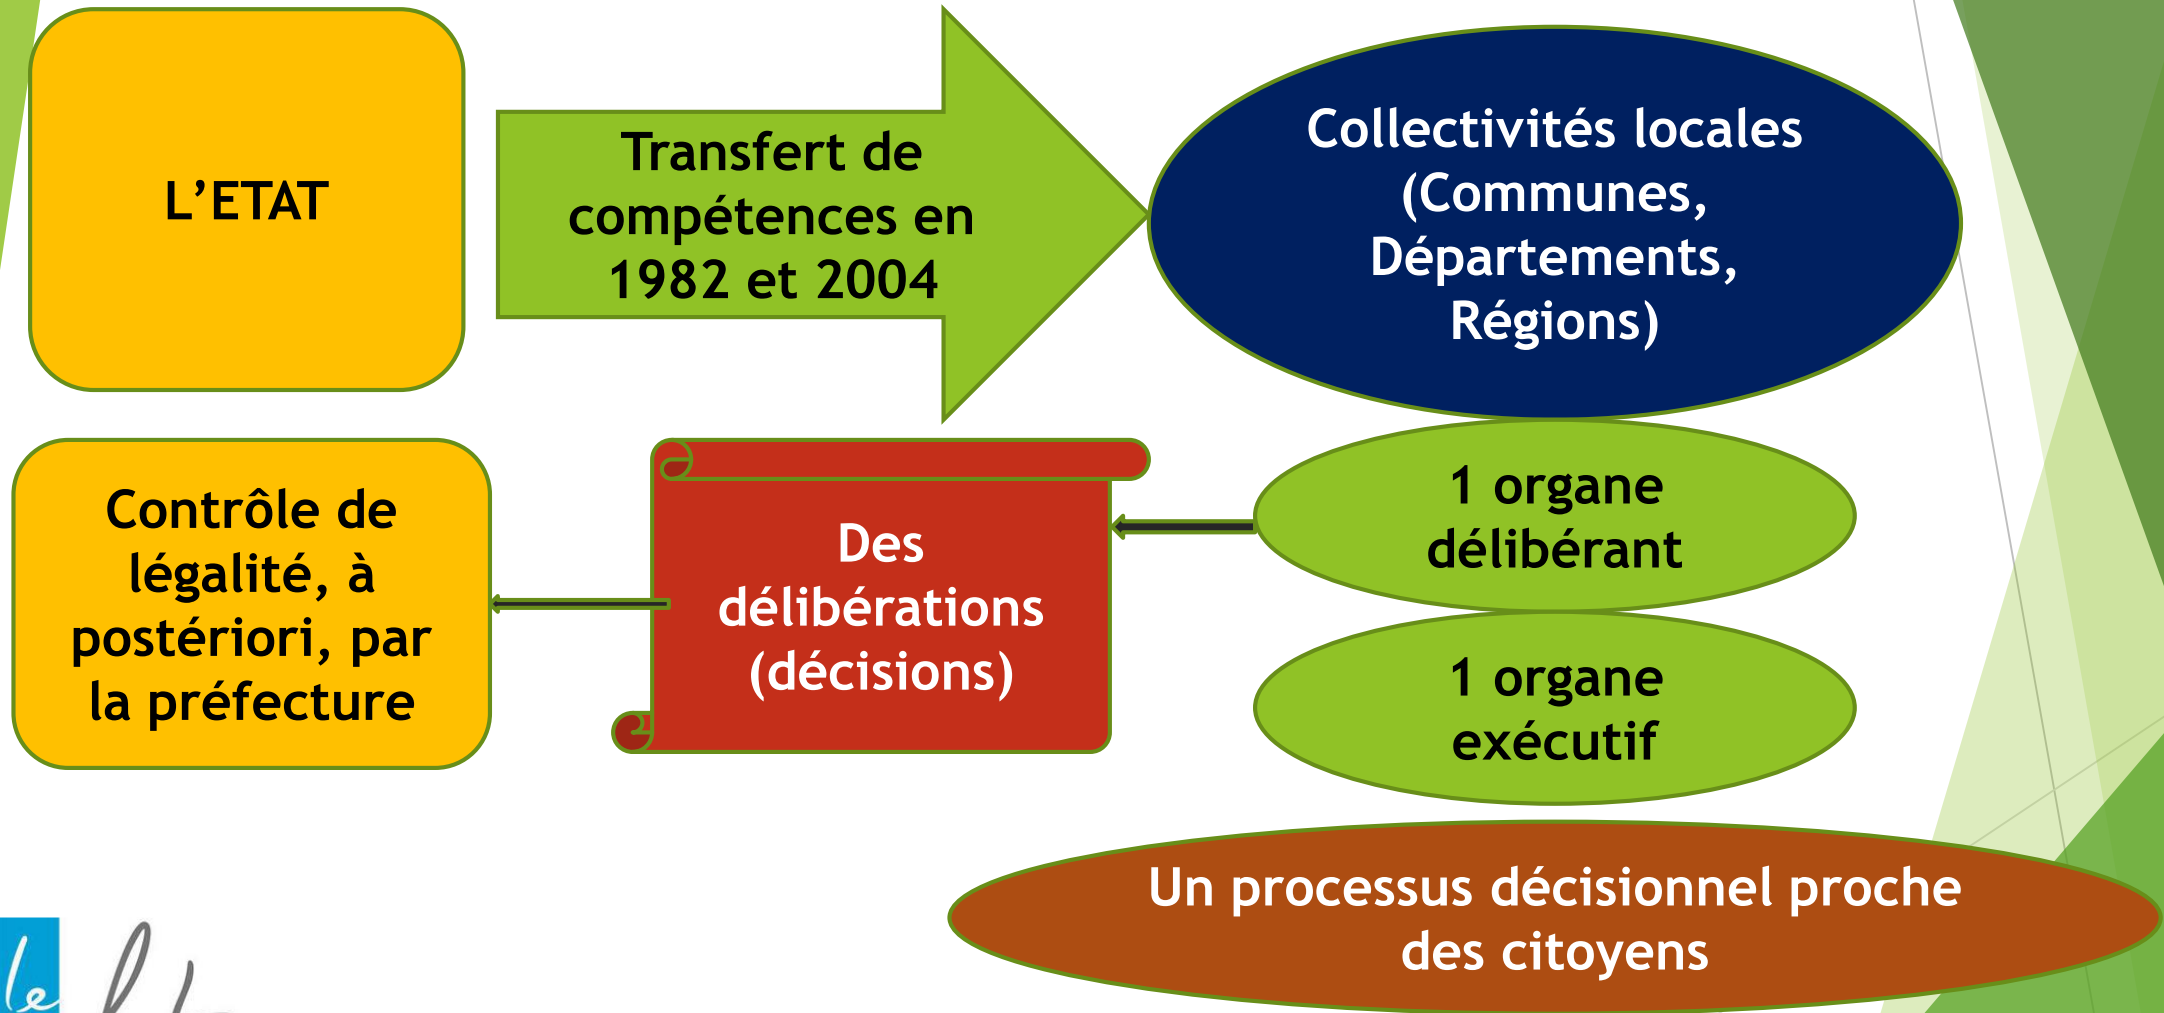 L’ETAT
Transfert de
compétences en
1982 et 2004
Collectivités locales
(Communes,
Départements,
Régions)
Contrôle de
légalité, à
postériori, par
la préfecture
Des
délibérations
(décisions)
1 organe
délibérant
1 organe
exécutif
Un processus décisionnel proche
des citoyens
le